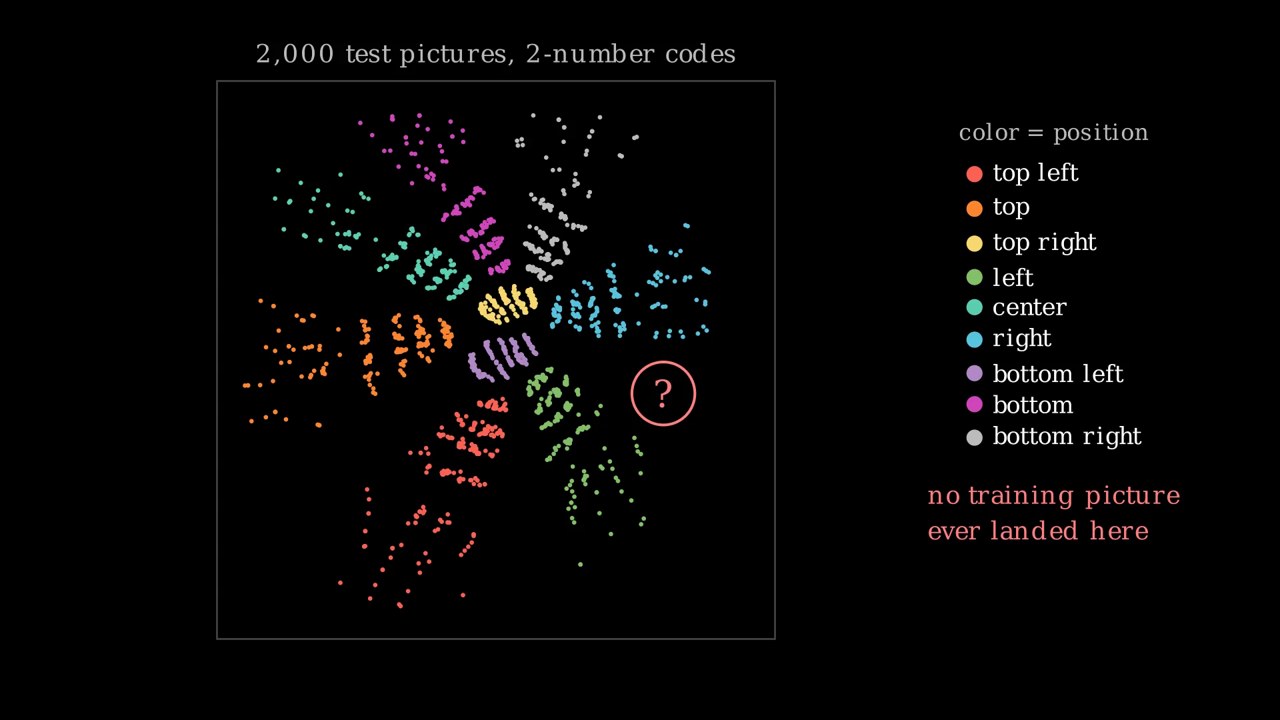 2,000 test pictures, 2-number codes
color = position
top left
top
top right
left
center
right
bottom left
bottom
bottom right
?
no training picture
ever landed here